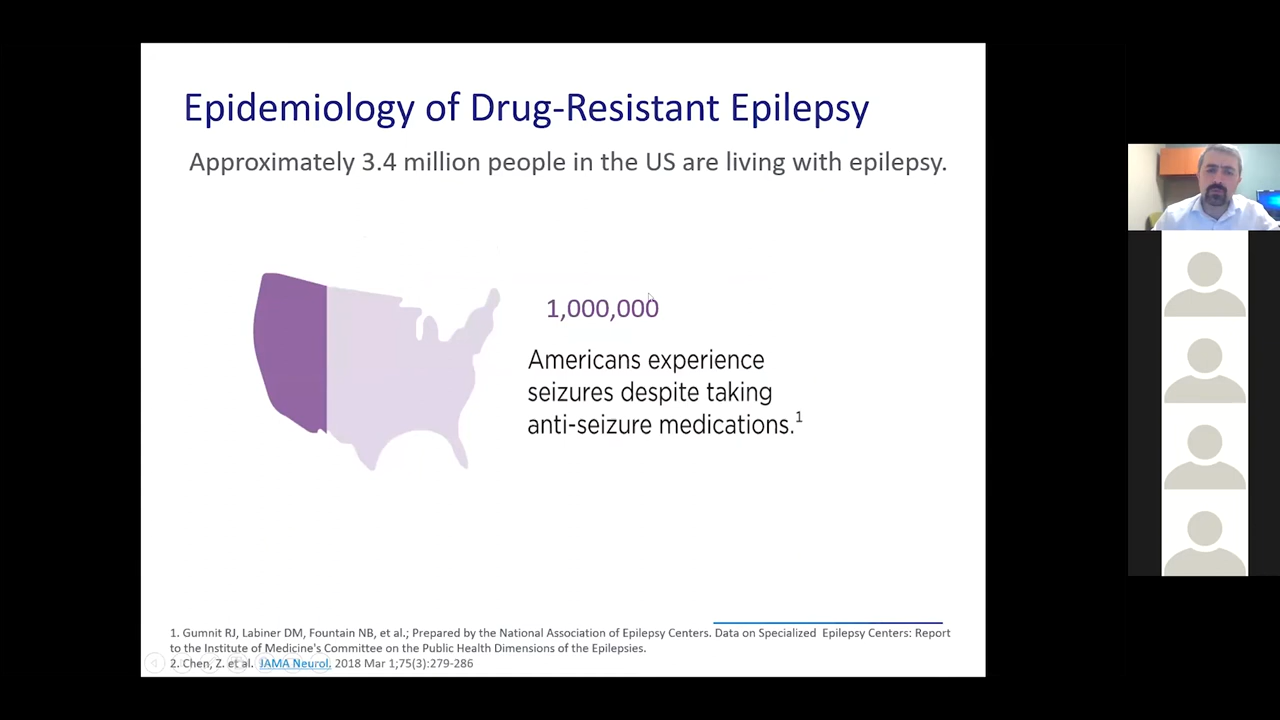 Epidemiology of Drug-Resistant Epilepsy
Approximately 3.4 million people in the US are living with epilepsy.
1,000,000
Americans experience
seizures despite taking
anti-seizure medications.1
1. Gumnit RJ, Labiner DM, Fountain NB, et al.; Prepared by the National Association of Epilepsy Centers. Data on Specialized Epilepsy Centers: Report
to the Institute of Medicine's Committee on the Public Health Dimensions of the Epilepsies.
2. Chen, Z. et al. JAMA Neurol. 2018 Mar 1;75(3):279-286